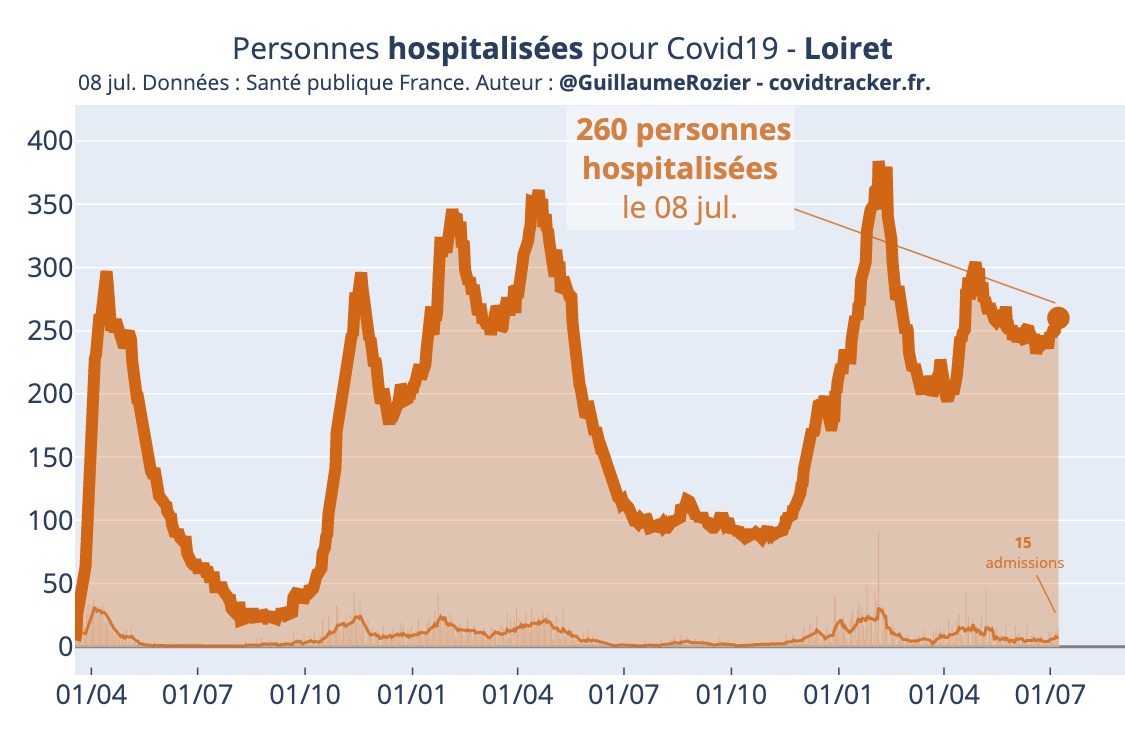 Personnes hospitalisées pour Covid19 - Loiret
08 jul. Données : Santé publique France. Auteur : @GuillaumeRozier - covidtracker.fr.
260 personnes
hospitalisées
le 08 jul.
400
350
300
250
200
150
100
50
0
15
admissions
01/04 01/07 01/10 01/01 01/04 01/07 01/10 01/01 01/04 01/07